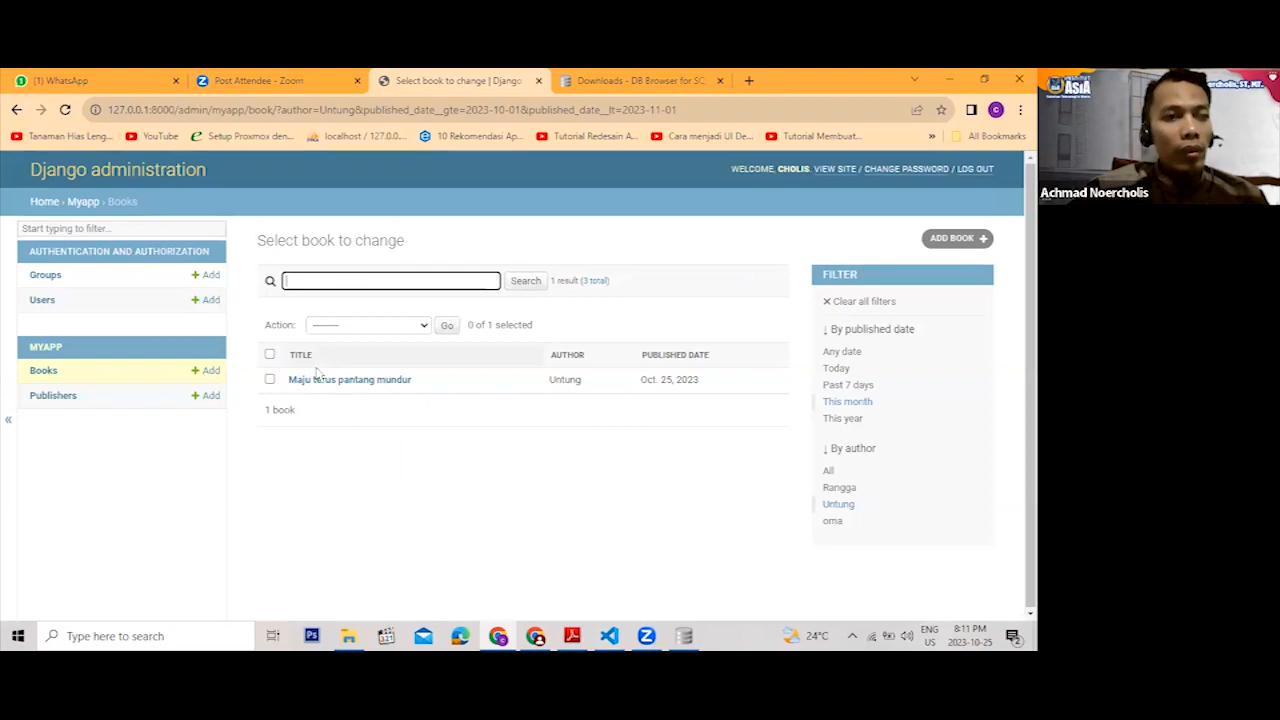 (1) WhatsApp
Post Attendee - Zoom
Select book to change | Django
Downloads - DB Browser for SQ
127.0.0.1:8000/admin/myapp/book/?author=Untung&published_date__gte=2023-10-01&published_date__lt=2023-11-01
Tanaman Hias Leng...
YouTube
Setup Proxmox den...
localhost / 127.0.0...
10 Rekomendasi Ap...
Tutorial Redesain A...
Cara menjadi UI De...
Tutorial Membuat...
»
All Bookmarks
Django administration
WELCOME, CHOLIS. VIEW SITE / CHANGE PASSWORD / LOG OUT
Home › Myapp › Books
Start typing to filter...
AUTHENTICATION AND AUTHORIZATION
Groups + Add
Users + Add
MYAPP
Books + Add
Publishers + Add
«
Select book to change
ADD BOOK +
Search 1 result (3 total)
Action: --------- Go 0 of 1 selected
TITLE AUTHOR PUBLISHED DATE
Maju terus pantang mundur Untung Oct. 25, 2023
1 book
FILTER
Clear all filters
↓ By published date
Any date
Today
Past 7 days
This month
This year
↓ By author
All
Rangga
Untung
oma
Type here to search
24°C
ENG
US
8:11 PM
2023-10-25
2
ASIA
Noercholis, ST, MT.
Achmad Noercholis